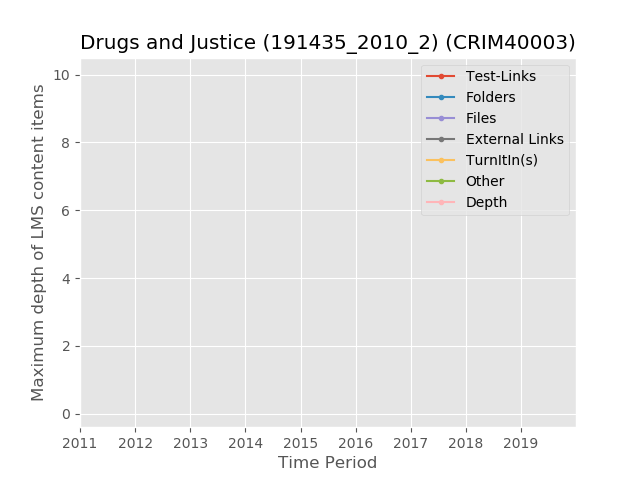 Drugs and Justice (191435_2010_2) (CRIM40003)
Maximum depth of LMS content items
10
8
6
4
2
0
Test-Links
Folders
Files
External Links
TurnItIn(s)
Other
Depth
2011 2012 2013 2014 2015 2016 2017 2018 2019
Time Period